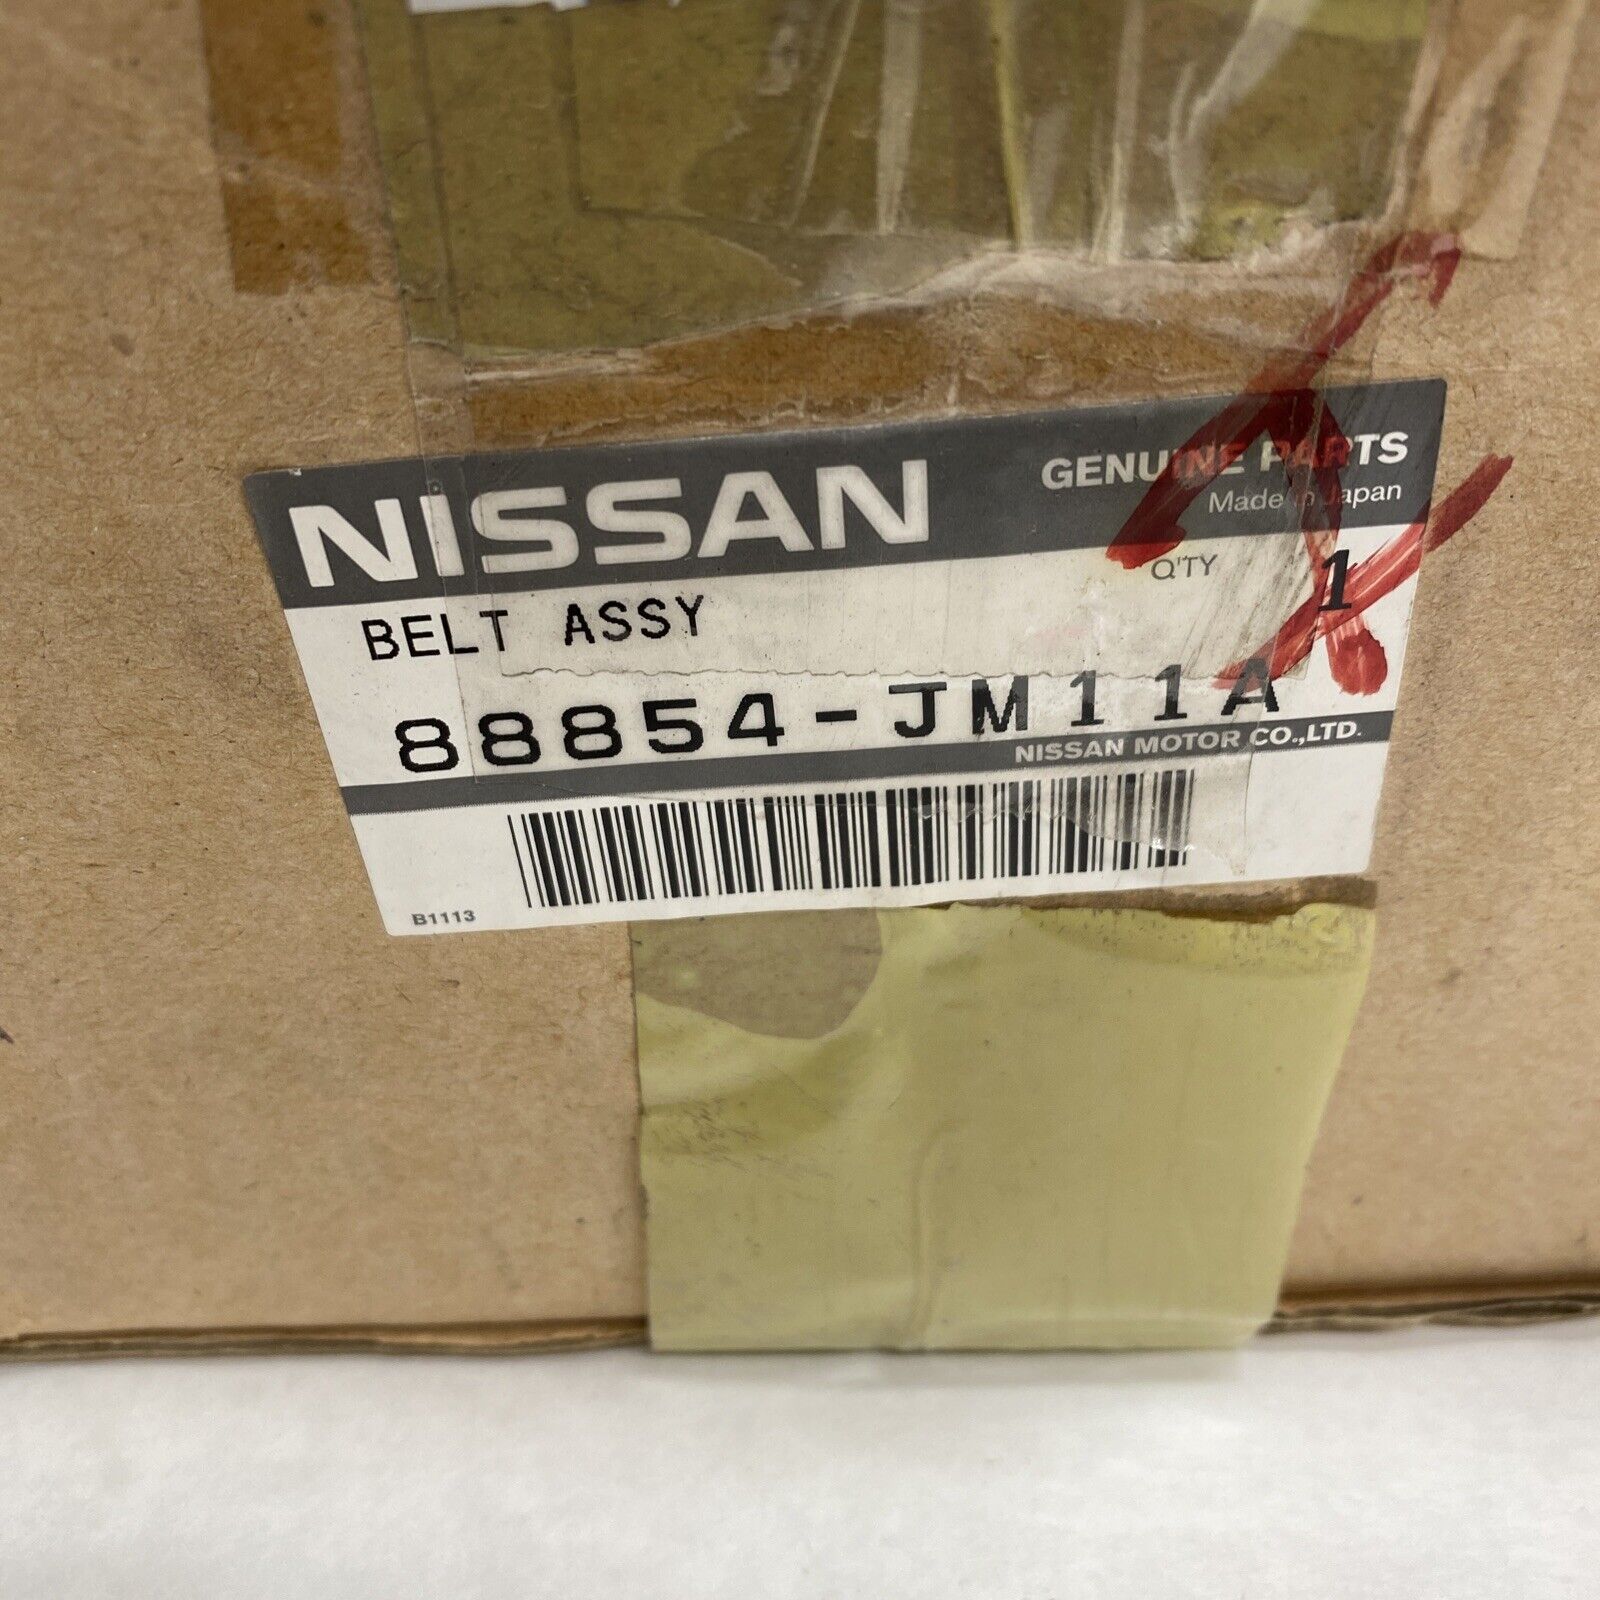 NISSAN
GENUINE PARTS
Made in Japan
BELT ASSY
Q'TY 1
88854-JM11A
NISSAN MOTOR CO.,LTD.
B1113